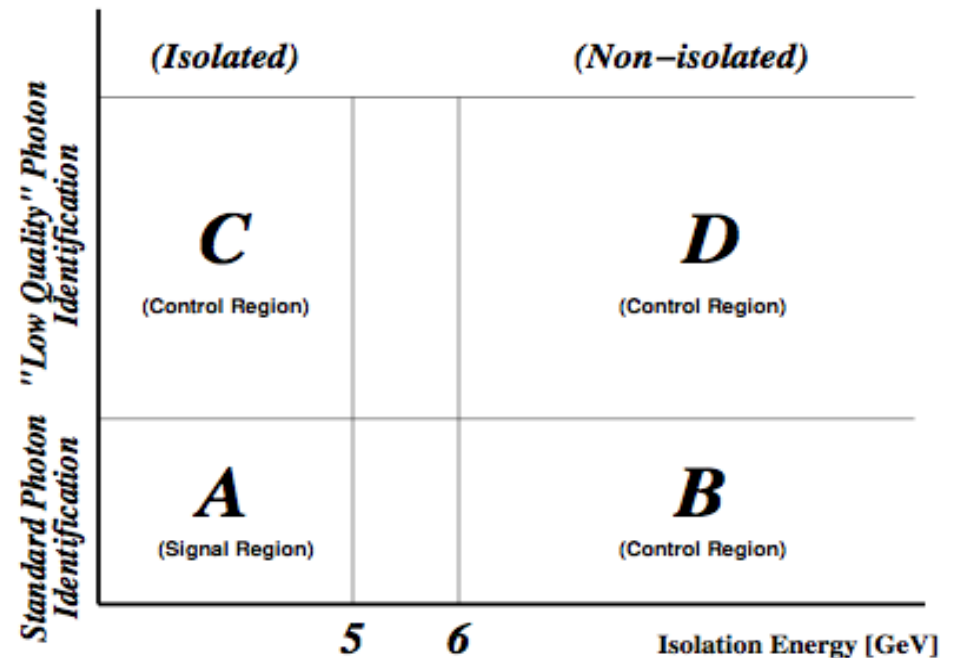 (Isolated)
(Non-isolated)
"Low Quality" Photon
Identification
C
(Control Region)
D
(Control Region)
Standard Photon
Identification
A
(Signal Region)
B
(Control Region)
5
6
Isolation Energy [GeV]